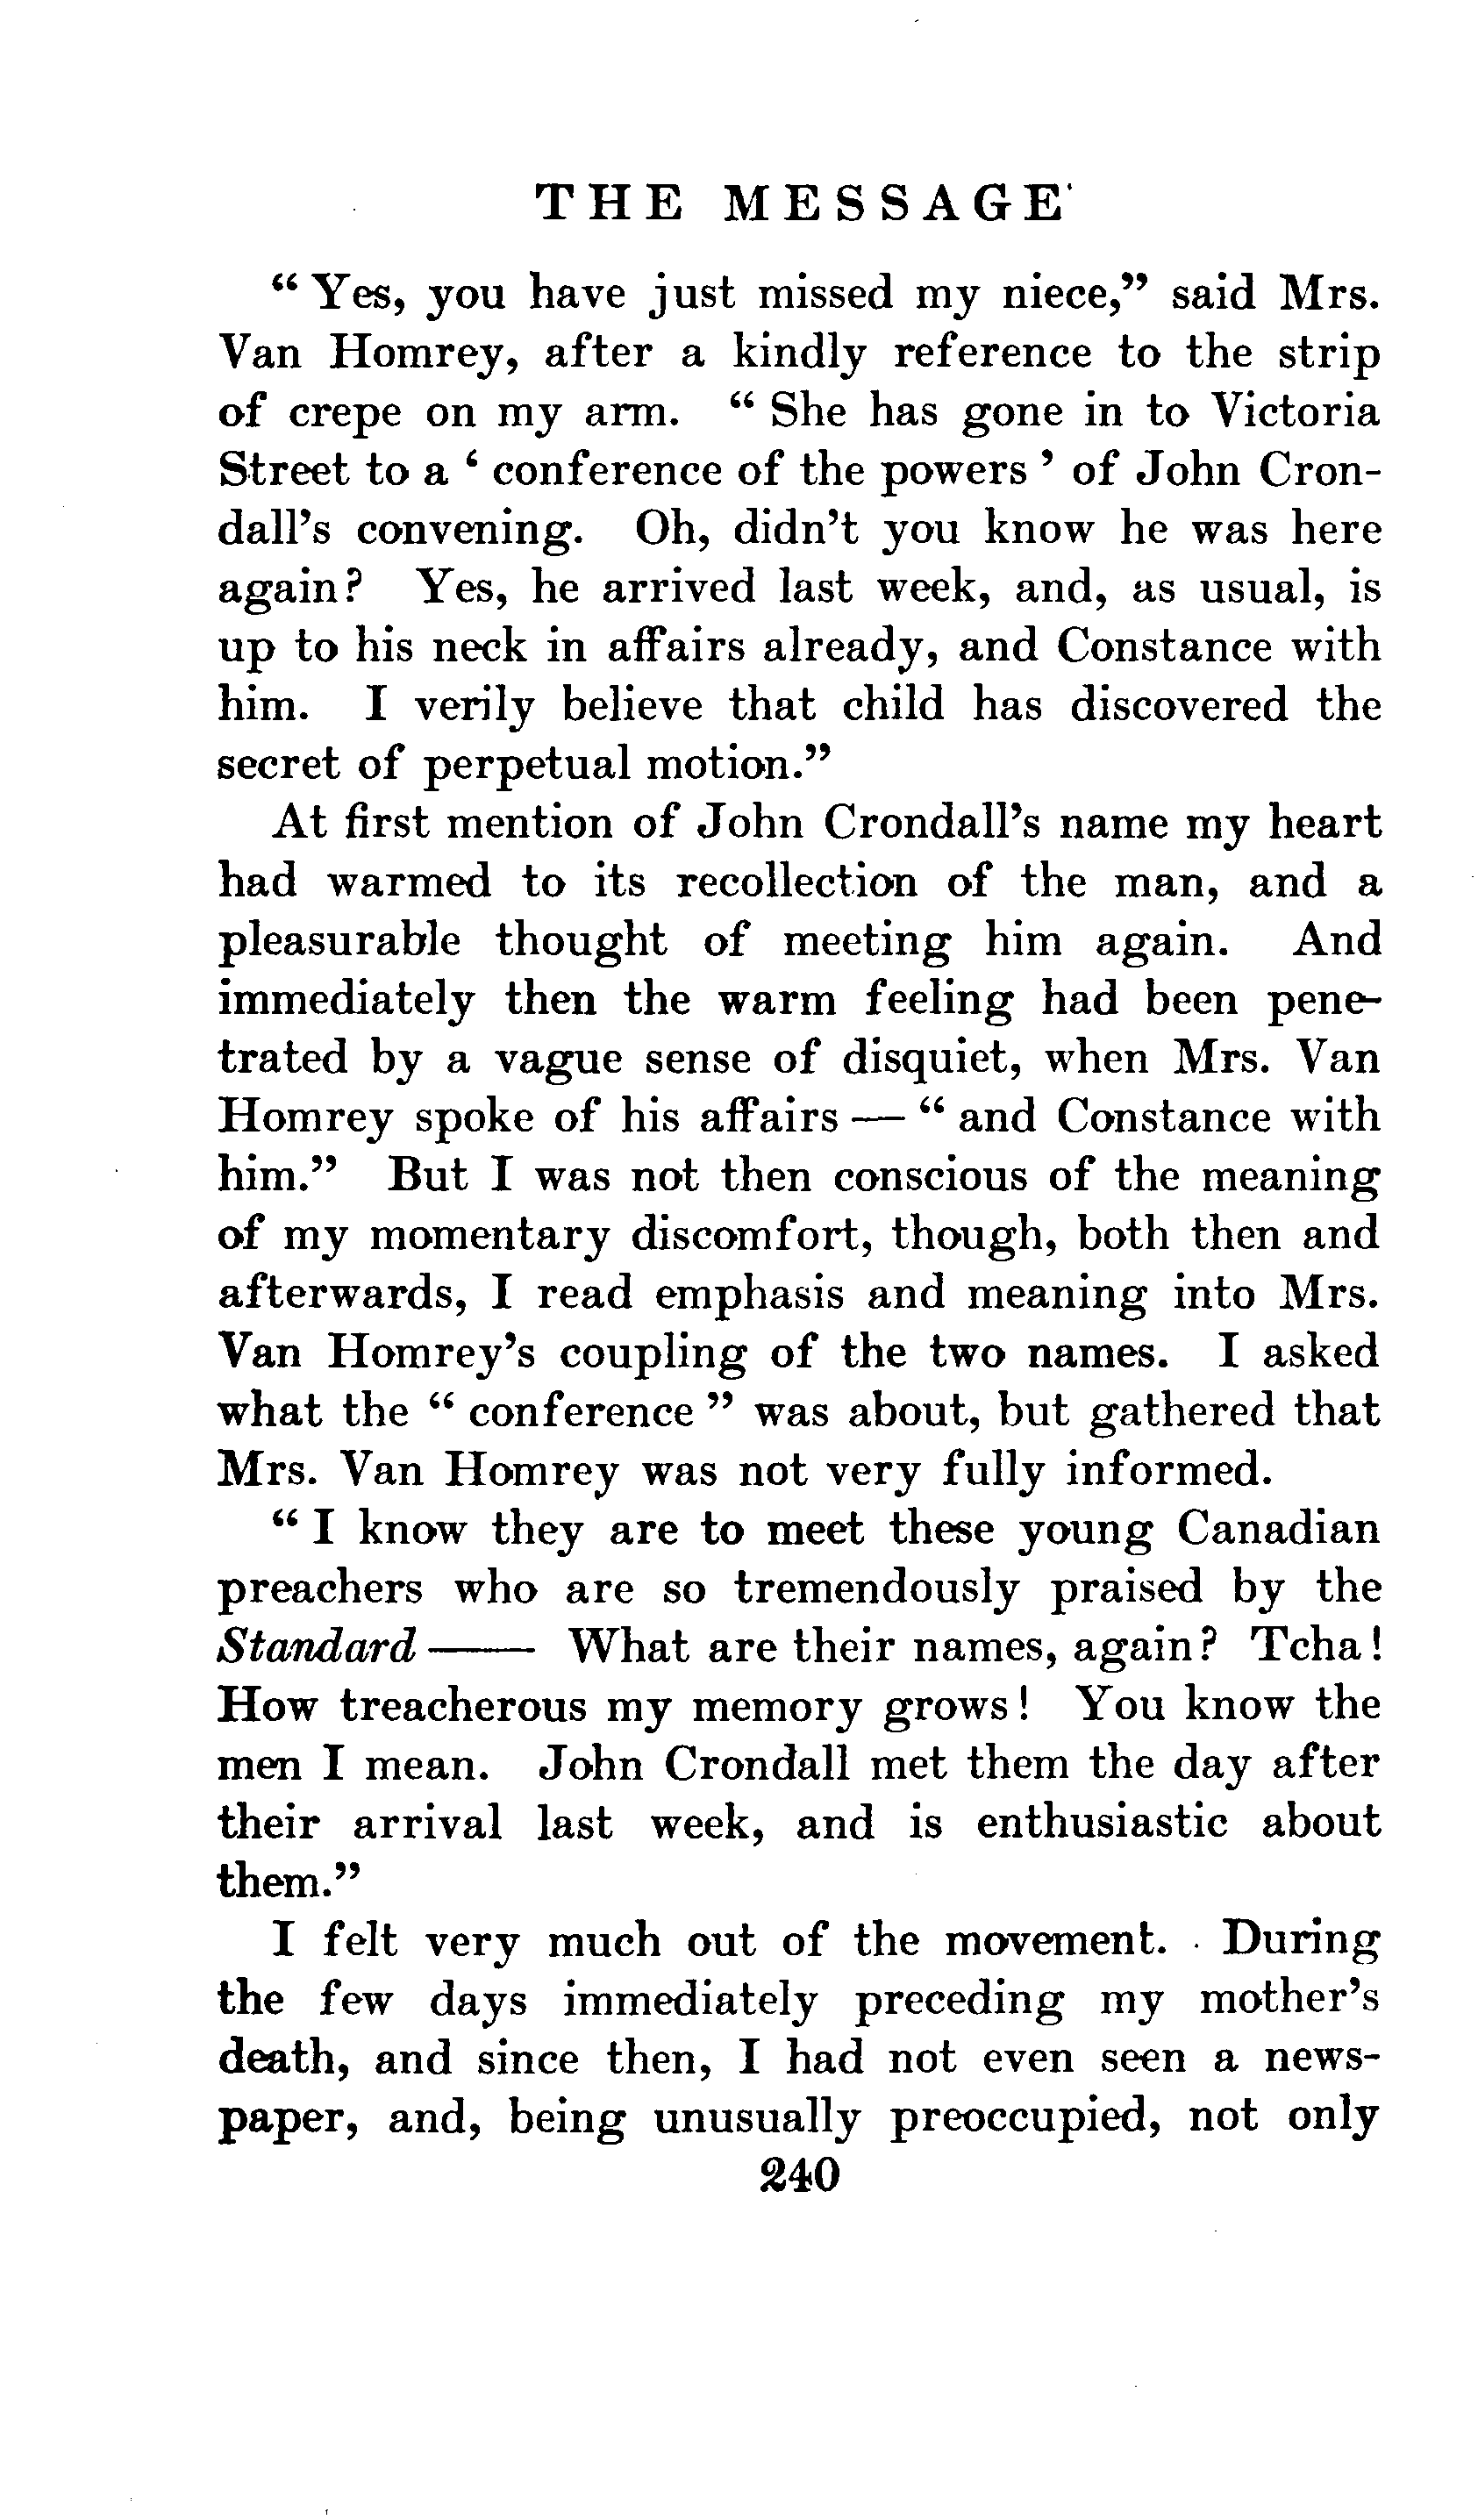 THE MESSAGE
“ Yes, you have just missed my niece,” said Mrs.
Van Homrey, after a kindly reference to the strip
of crepe on my arm. “ She has gone in to Victoria
Street to a ‘ conference of the powers ’ of John Cron-
dall’s convening. Oh, didn’t you know he was here
again? Yes, he arrived last week, and, as usual, is
up to his neck in affairs already, and Constance with
him. I verily believe that child has discovered the
secret of perpetual motion.”
At first mention of John Crondall’s name my heart
had warmed to its recollection of the man, and a
pleasurable thought of meeting him again. And
immediately then the warm feeling had been pene-
trated by a vague sense of disquiet, when Mrs. Van
Homrey spoke of his affairs — “ and Constance with
him.” But I was not then conscious of the meaning
of my momentary discomfort, though, both then and
afterwards, I read emphasis and meaning into Mrs.
Van Homrey’s coupling of the two names. I asked
what the “ conference ” was about, but gathered that
Mrs. Van Homrey was not very fully informed.
“ I know they are to meet these young Canadian
preachers who are so tremendously praised by the
Standard —— What are their names, again? Tcha!
How treacherous my memory grows! You know the
men I mean. John Crondall met them the day after
their arrival last week, and is enthusiastic about
them.”
I felt very much out of the movement. During
the few days immediately preceding my mother’s
death, and since then, I had not even seen a news-
paper, and, being unusually preoccupied, not only
240